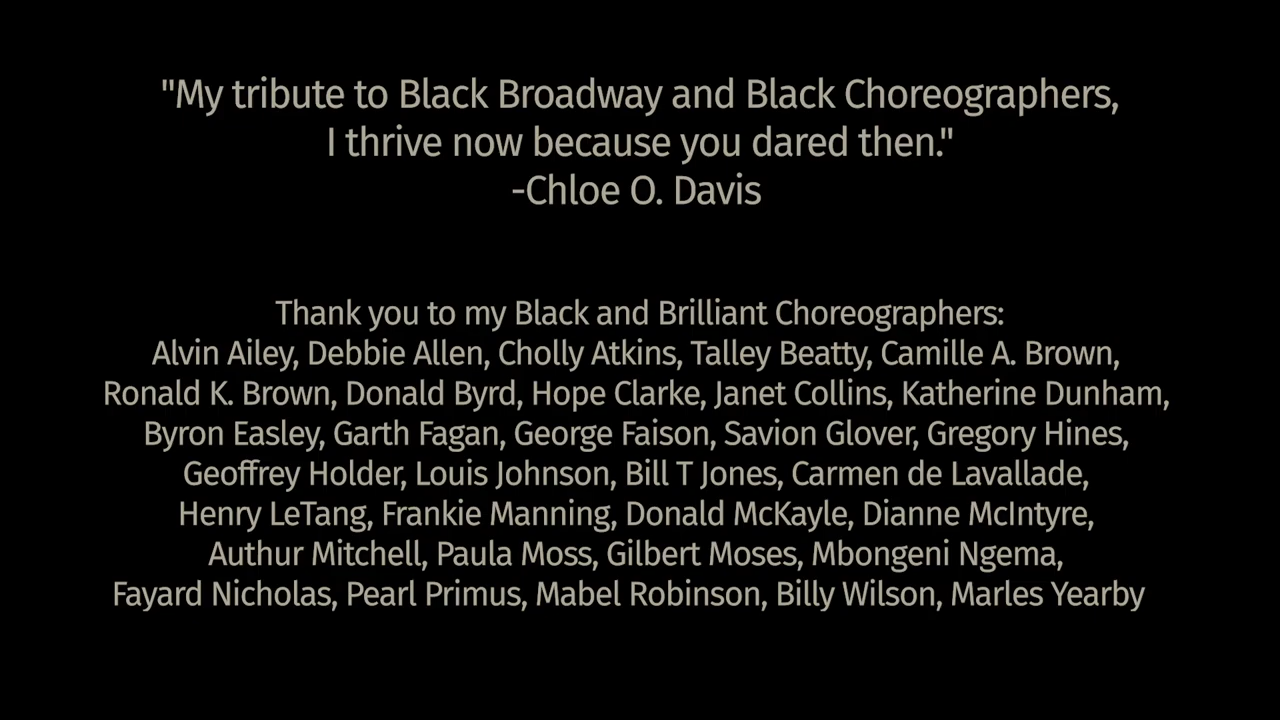 "My tribute to Black Broadway and Black Choreographers,
I thrive now because you dared then."
-Chloe O. Davis
Thank you to my Black and Brilliant Choreographers:
Alvin Ailey, Debbie Allen, Cholly Atkins, Talley Beatty, Camille A. Brown,
Ronald K. Brown, Donald Byrd, Hope Clarke, Janet Collins, Katherine Dunham,
Byron Easley, Garth Fagan, George Faison, Savion Glover, Gregory Hines,
Geoffrey Holder, Louis Johnson, Bill T Jones, Carmen de Lavallade,
Henry LeTang, Frankie Manning, Donald McKayle, Dianne McIntyre,
Authur Mitchell, Paula Moss, Gilbert Moses, Mbongeni Ngema,
Fayard Nicholas, Pearl Primus, Mabel Robinson, Billy Wilson, Marles Yearby